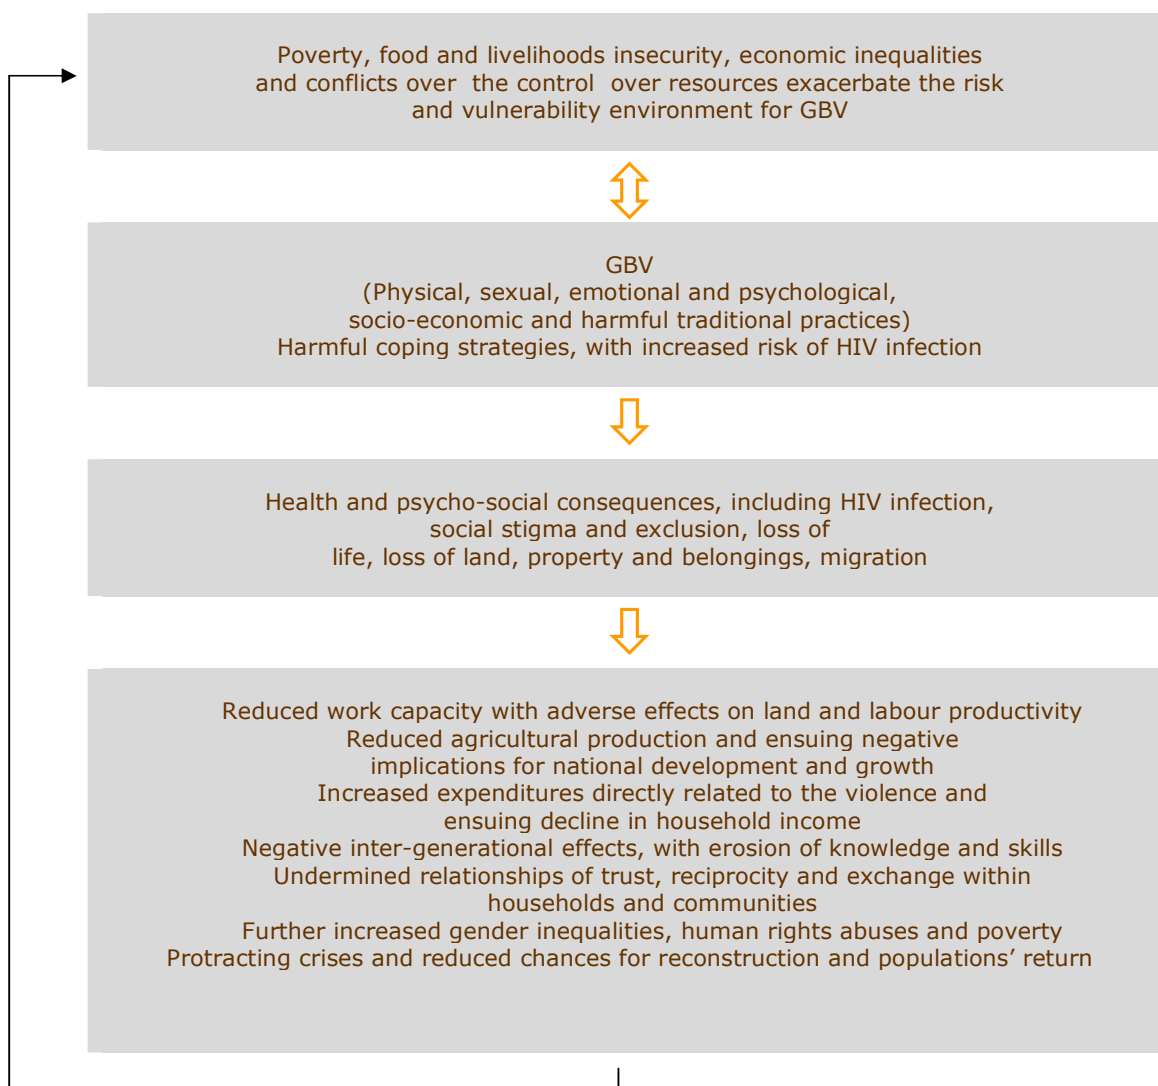 Poverty, food and livelihoods insecurity, economic inequalities
and conflicts over the control over resources exacerbate the risk
and vulnerability environment for GBV
GBV
(Physical, sexual, emotional and psychological,
socio-economic and harmful traditional practices)
Harmful coping strategies, with increased risk of HIV infection
Health and psycho-social consequences, including HIV infection,
social stigma and exclusion, loss of
life, loss of land, property and belongings, migration
Reduced work capacity with adverse effects on land and labour productivity
Reduced agricultural production and ensuing negative
implications for national development and growth
Increased expenditures directly related to the violence and
ensuing decline in household income
Negative inter-generational effects, with erosion of knowledge and skills
Undermined relationships of trust, reciprocity and exchange within
households and communities
Further increased gender inequalities, human rights abuses and poverty
Protracting crises and reduced chances for reconstruction and populations’ return